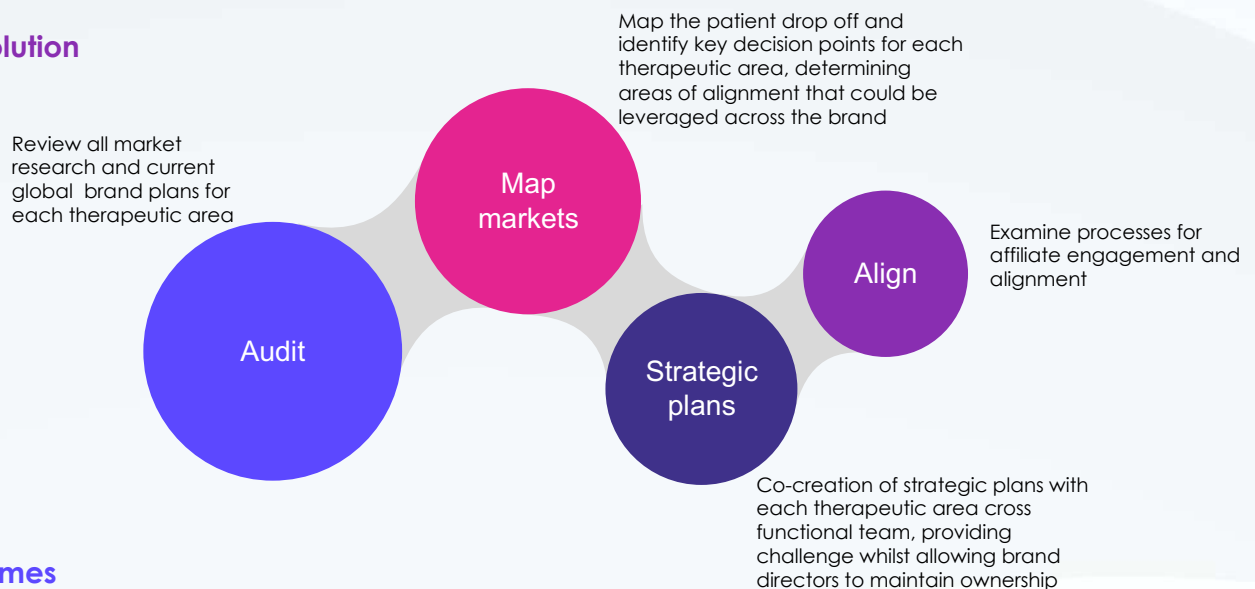 lution
Map the patient drop off and
identify key decision points for each
therapeutic area, determining
areas of alignment that could be
leveraged across the brand
Review all market
research and current
global  brand plans for
each therapeutic area
Map
markets
Examine processes for
affiliate engagement and
alignment
Align
Audit
Strategic
plans
Co-creation of strategic plans with
each therapeutic area cross
functional team, providing
challenge whilst allowing brand
directors to maintain ownership
mes